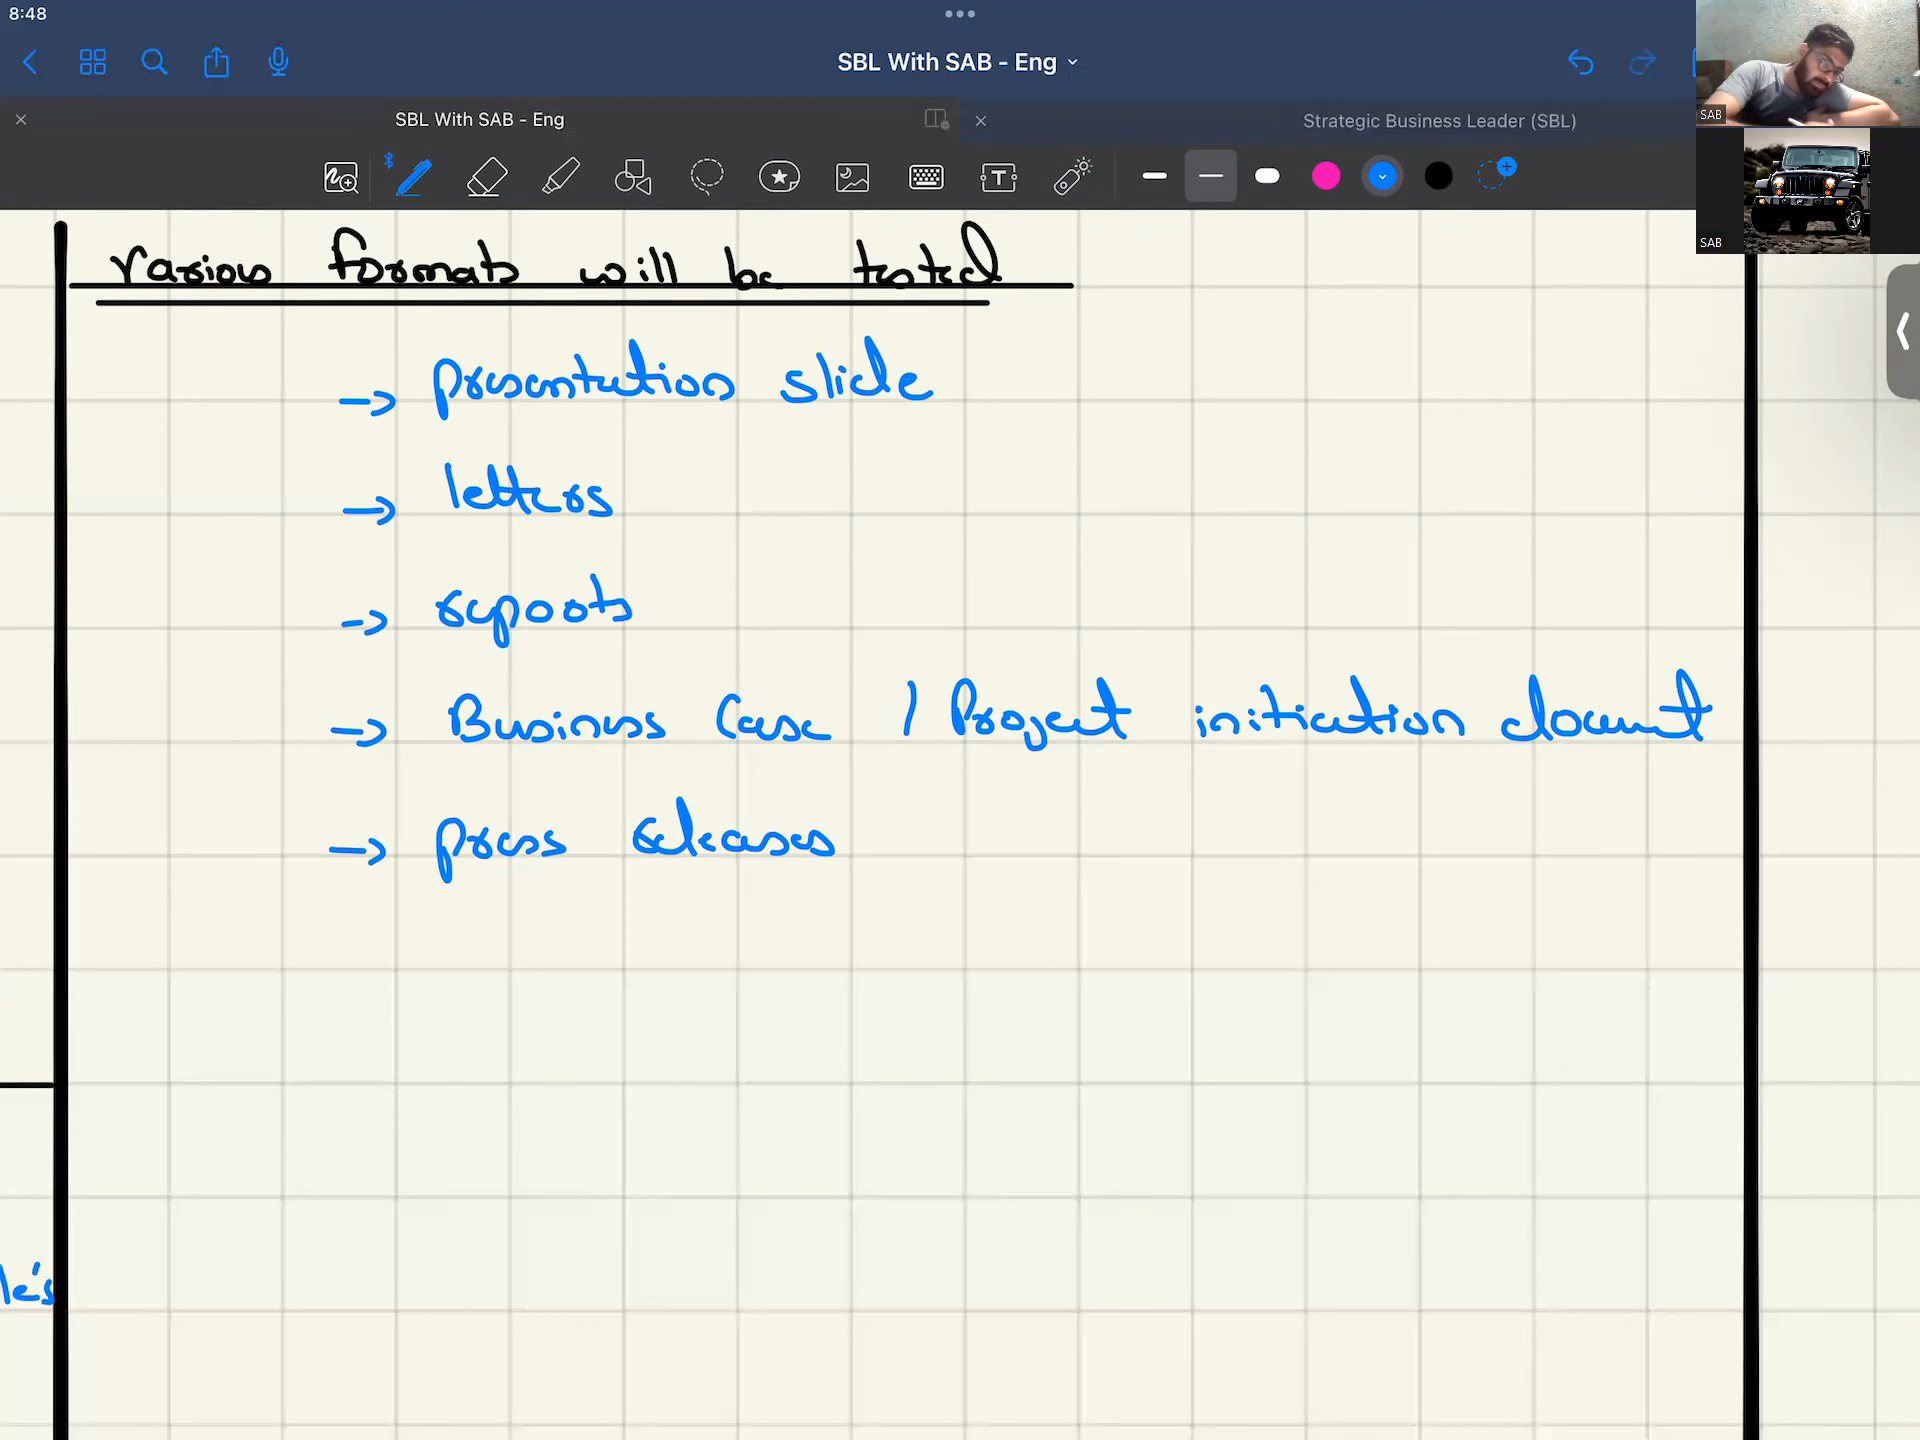 8:48
SBL With SAB - Eng
SBL With SAB - Eng
Strategic Business Leader (SBL)
SAB
SAB
Various formats will be tested
→ presentation slide
→ letters
→ reports
→ Business Case / Project initiation document
→ press releases
le's